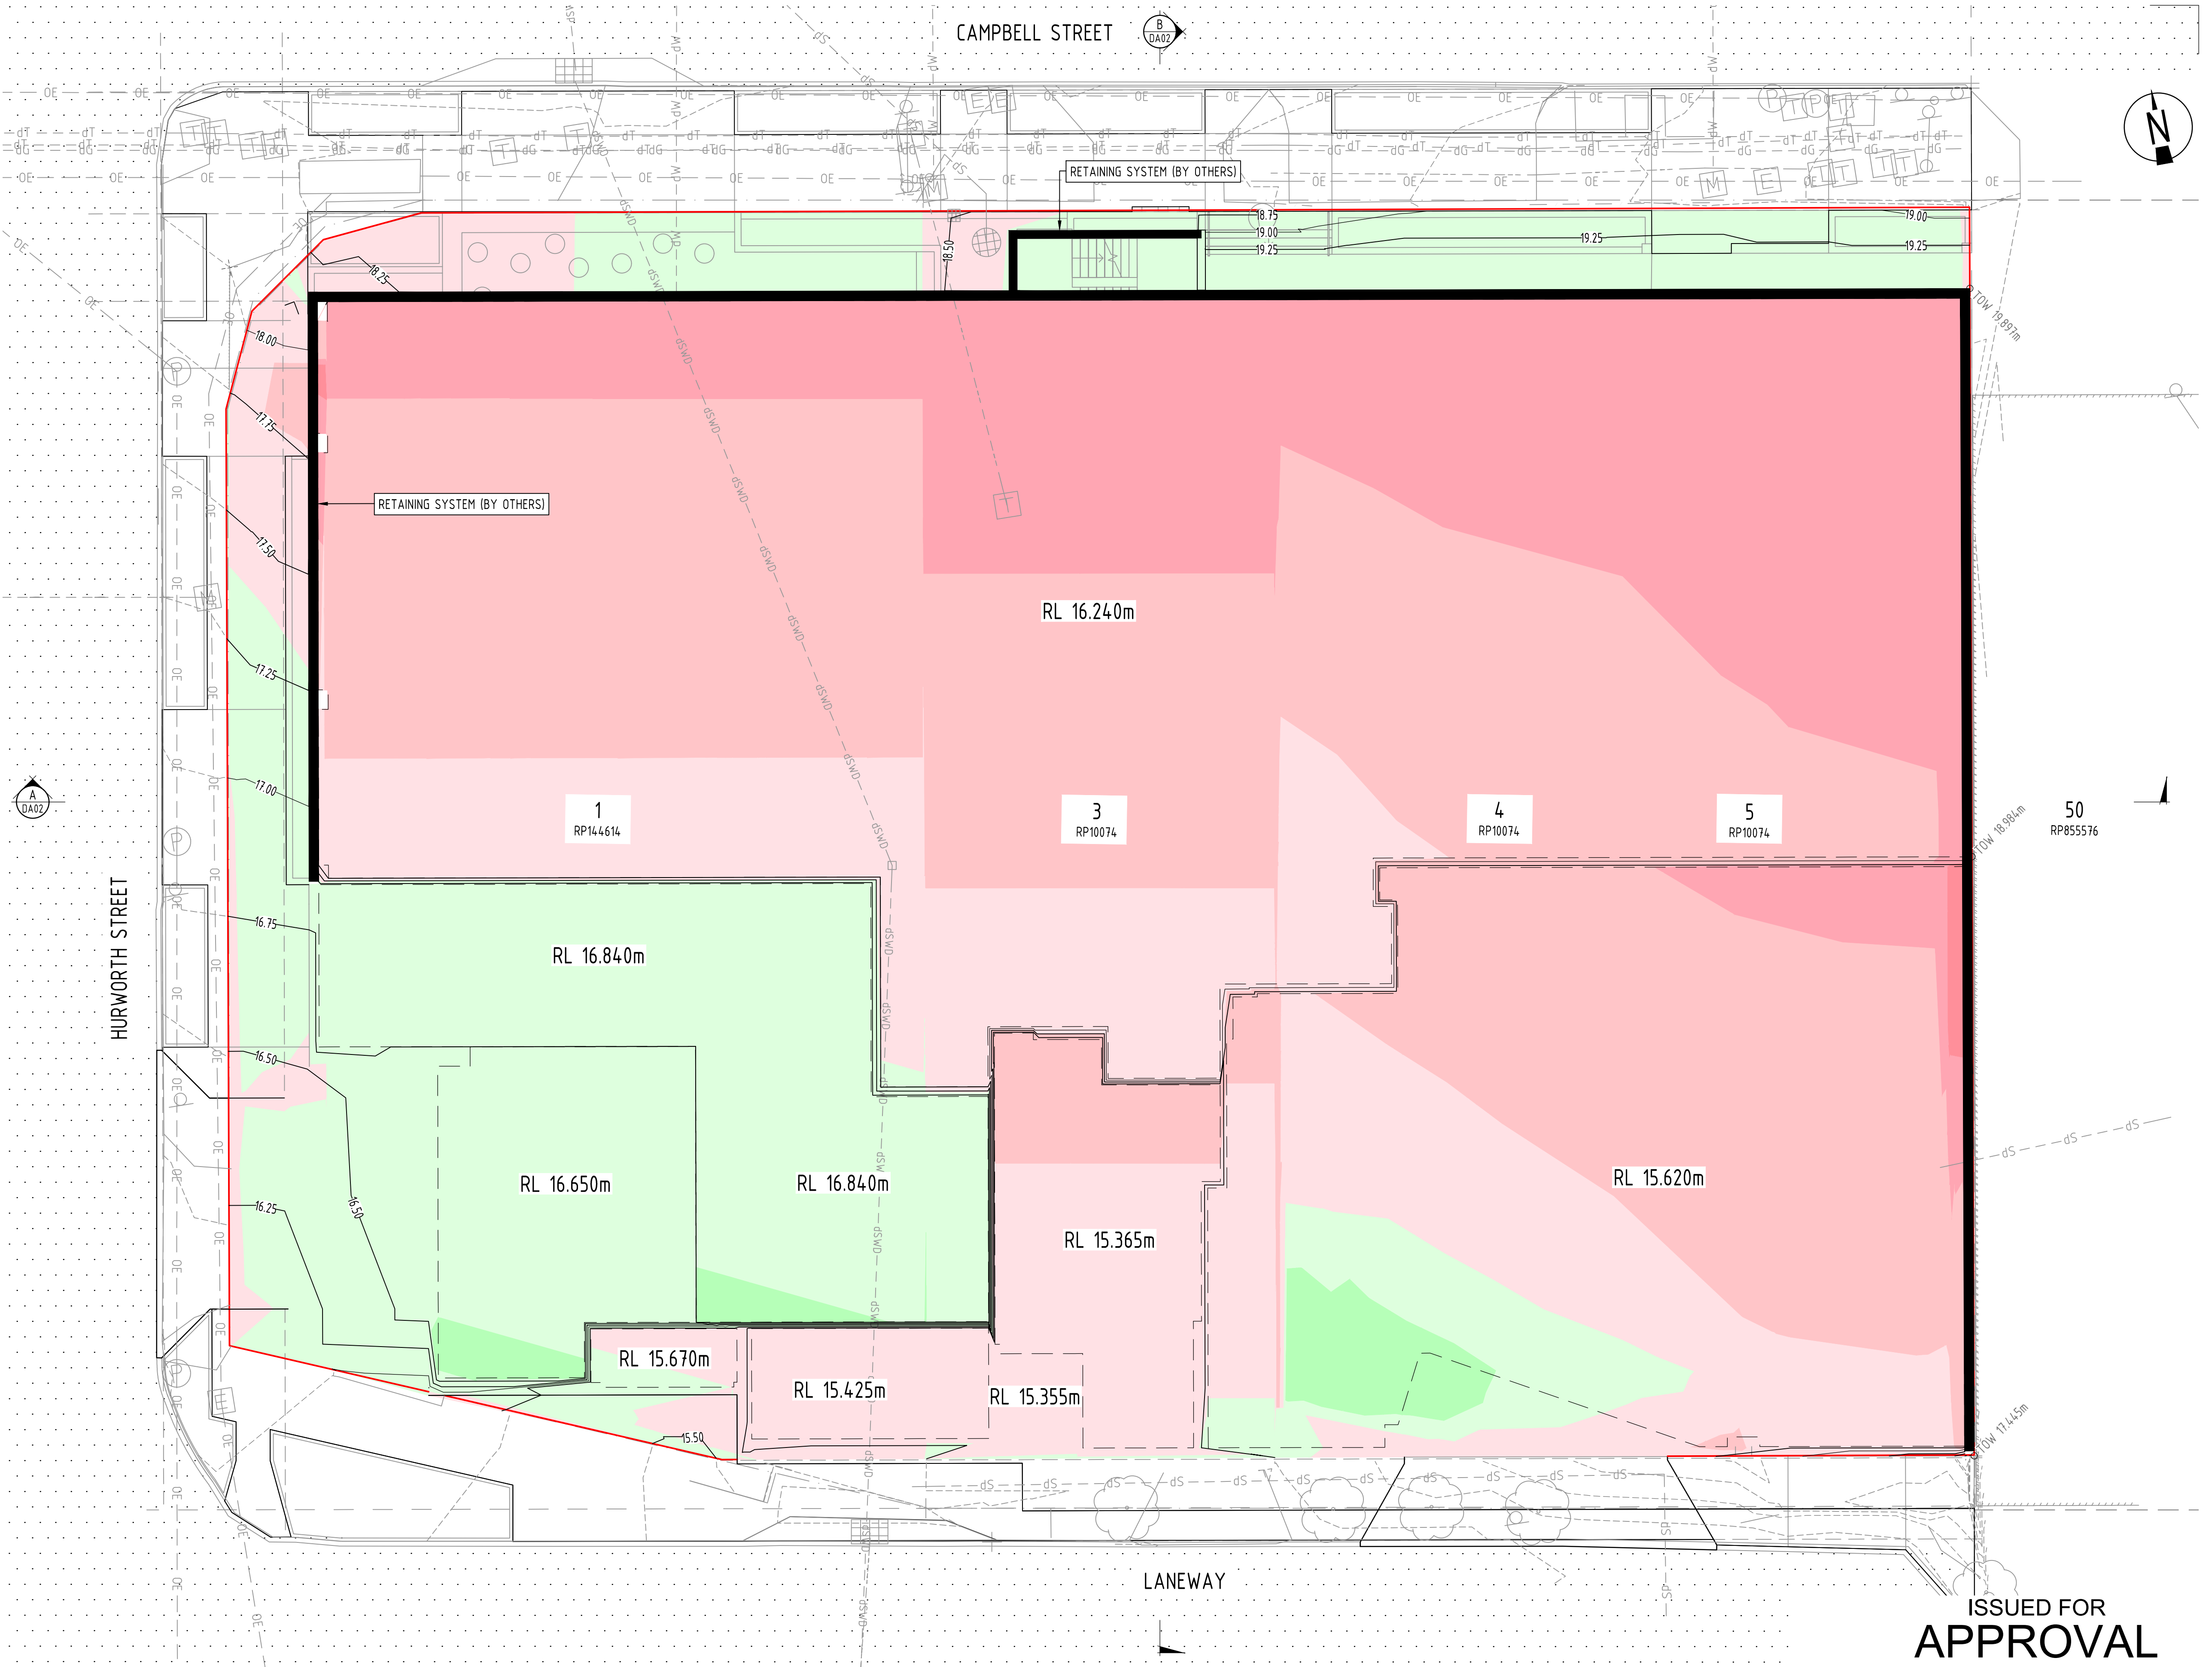 CAMPBELL STREET
B
DA02
N
RETAINING SYSTEM (BY OTHERS)
18.75
19.00
19.25
19.25
19.00
19.25
18.50
18.25
18.00
TOW 19.897m
17.75
RETAINING SYSTEM (BY OTHERS)
17.50
RL 16.240m
17.25
17.00
A
DA02
1
RP144614
3
RP10074
4
RP10074
5
RP10074
50
RP855576
TOW 18.984m
HURWORTH STREET
16.75
RL 16.840m
16.50
RL 16.650m
RL 16.840m
RL 15.620m
16.25
16.50
RL 15.365m
RL 15.670m
RL 15.425m
RL 15.355m
15.50
TOW 17.445m
LANEWAY
ISSUED FOR
APPROVAL